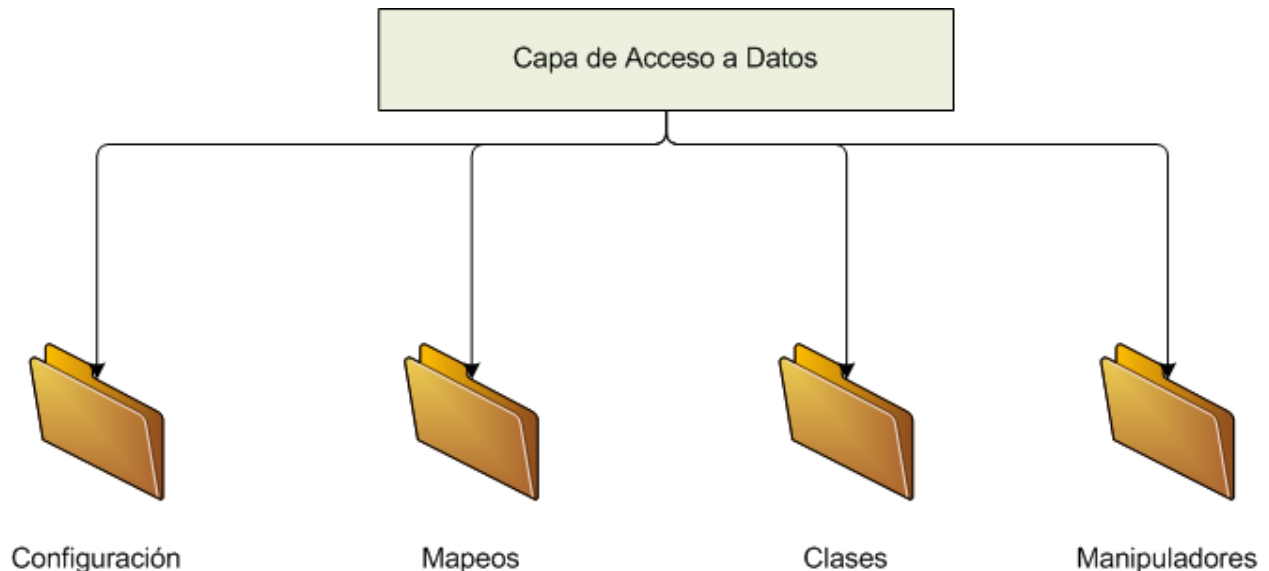 Capa de Acceso a Datos
Configuración
Mapeos
Clases
Manipuladores